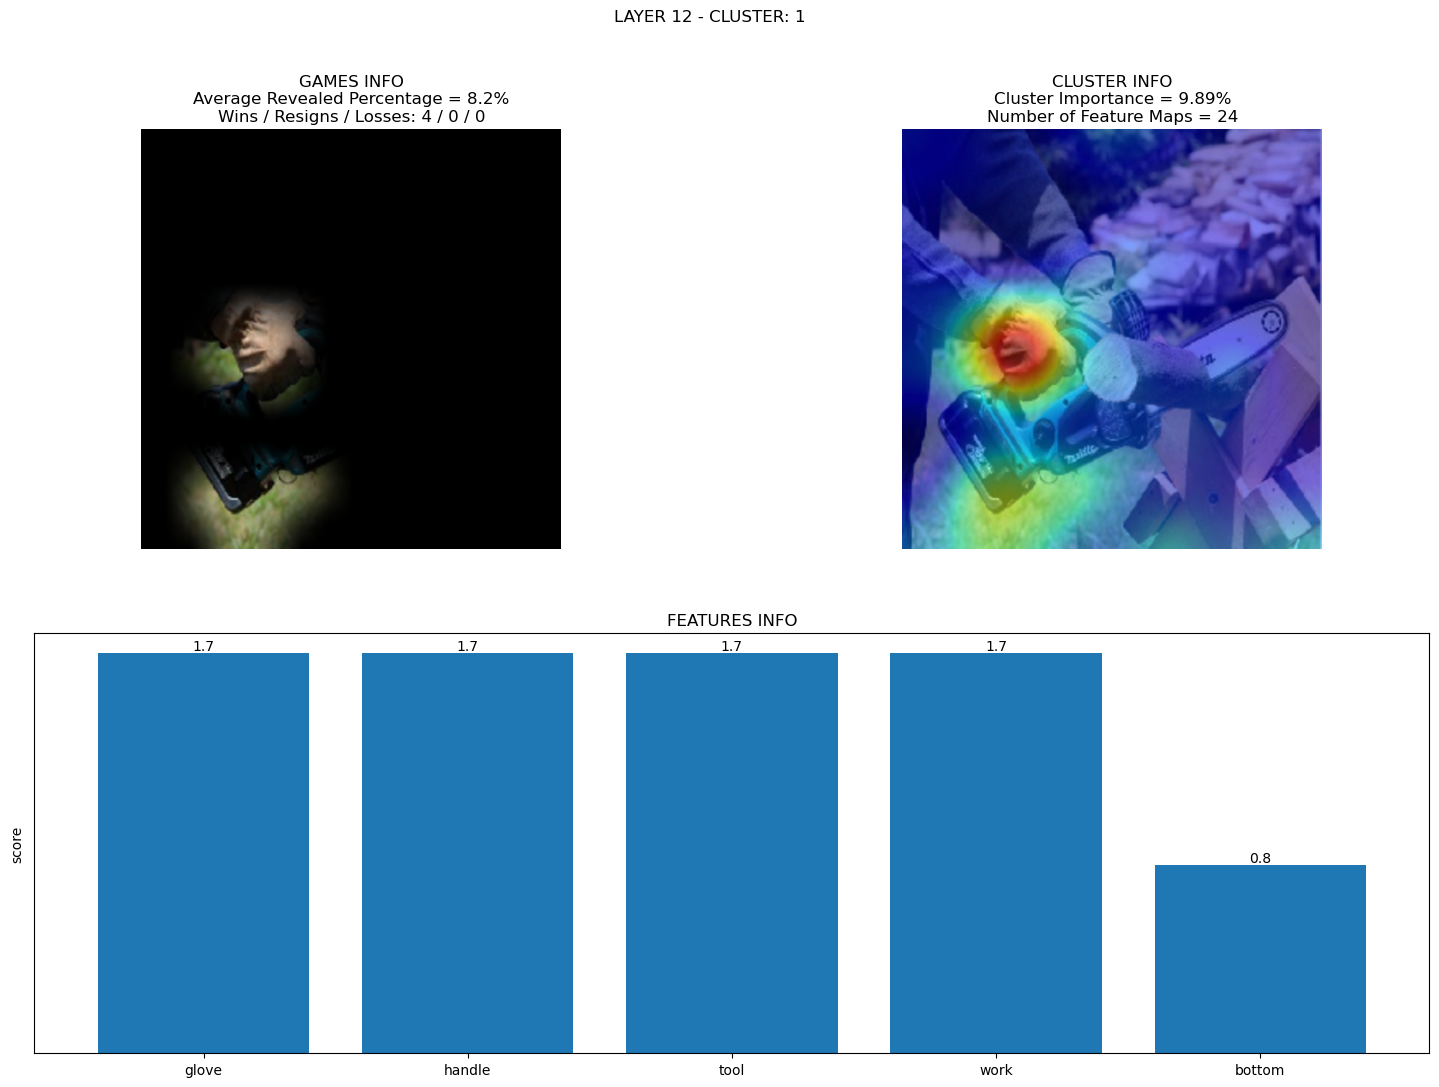 LAYER 12 - CLUSTER: 1
GAMES INFO
Average Revealed Percentage = 8.2%
Wins / Resigns / Losses: 4 / 0 / 0
CLUSTER INFO
Cluster Importance = 9.89%
Number of Feature Maps = 24
FEATURES INFO
score
1.7
1.7
1.7
1.7
0.8
glove
handle
tool
work
bottom